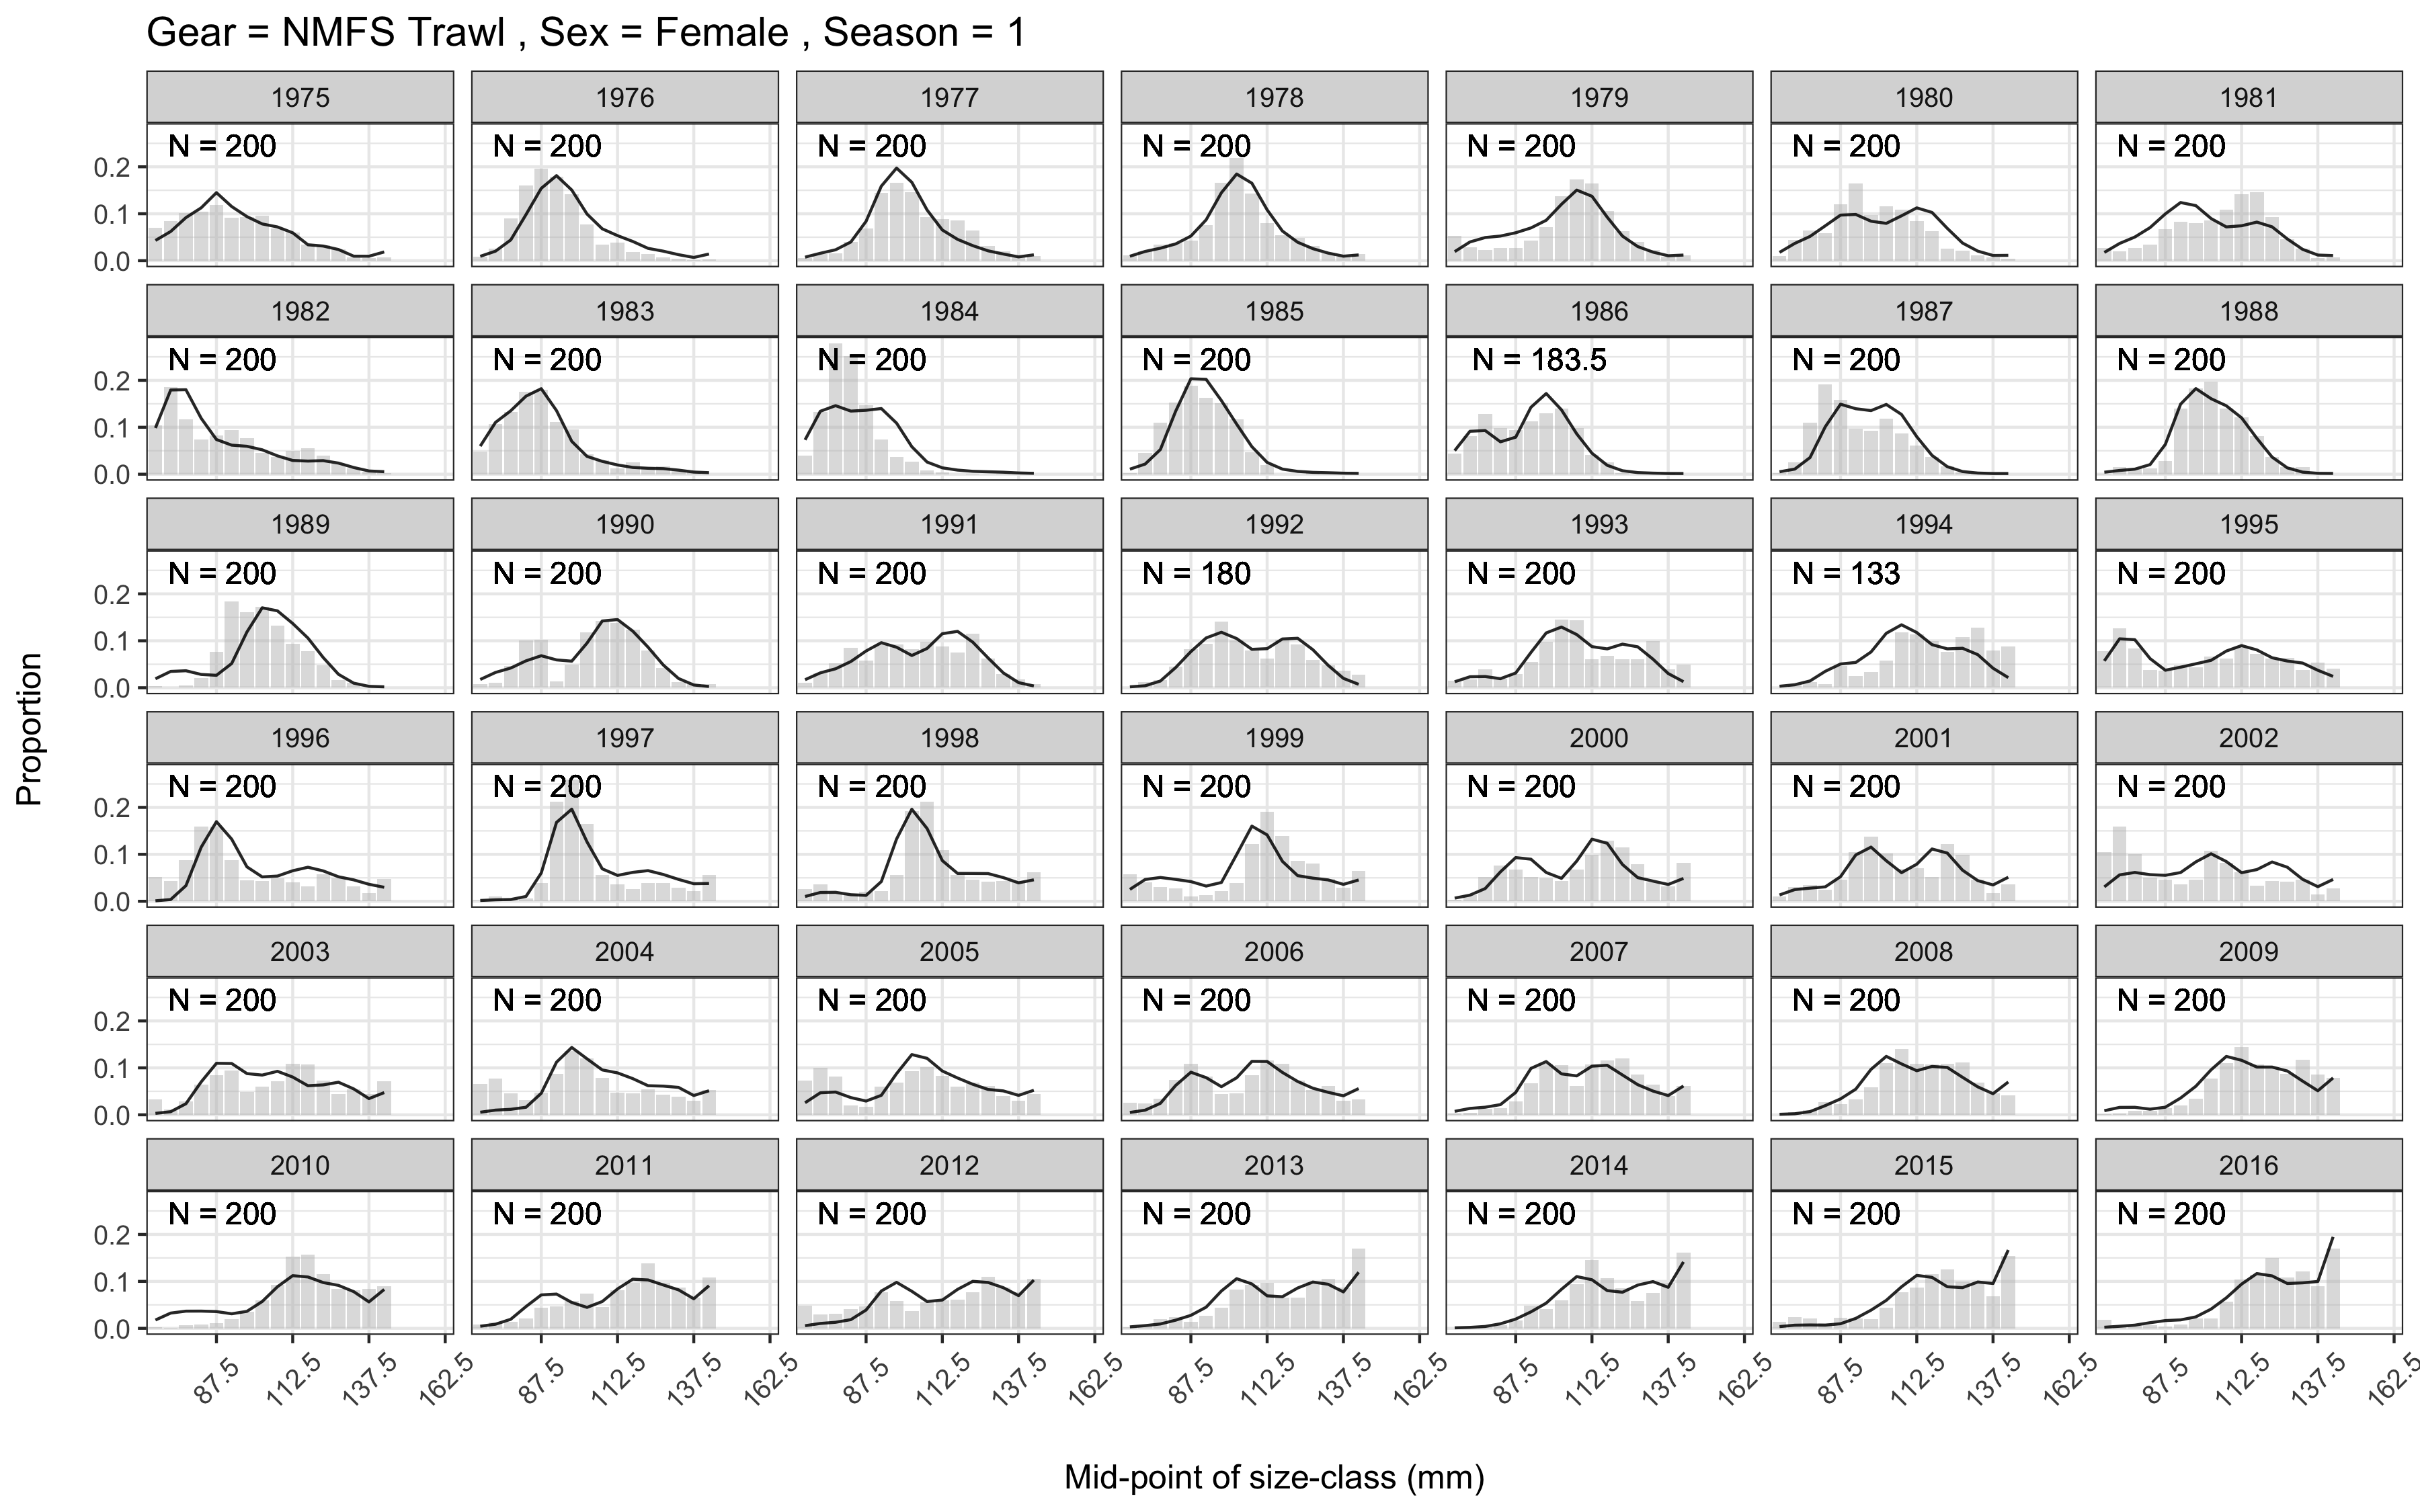 Gear = NMFS Trawl , Sex = Female , Season = 1
1975 1976 1977 1978 1979 1980 1981
N = 200 N = 200 N = 200 N = 200 N = 200 N = 200 N = 200
0.2
0.1
0.0
1982 1983 1984 1985 1986 1987 1988
N = 200 N = 200 N = 200 N = 200 N = 183.5 N = 200 N = 200
0.2
0.1
0.0
1989 1990 1991 1992 1993 1994 1995
N = 200 N = 200 N = 200 N = 180 N = 200 N = 133 N = 200
0.2
0.1
0.0
1996 1997 1998 1999 2000 2001 2002
N = 200 N = 200 N = 200 N = 200 N = 200 N = 200 N = 200
0.2
0.1
0.0
2003 2004 2005 2006 2007 2008 2009
N = 200 N = 200 N = 200 N = 200 N = 200 N = 200 N = 200
0.2
0.1
0.0
2010 2011 2012 2013 2014 2015 2016
N = 200 N = 200 N = 200 N = 200 N = 200 N = 200 N = 200
0.2
0.1
0.0
87.5 112.5 137.5 162.5 87.5 112.5 137.5 162.5 87.5 112.5 137.5 162.5 87.5 112.5 137.5 162.5 87.5 112.5 137.5 162.5 87.5 112.5 137.5 162.5 87.5 112.5 137.5 162.5
Proportion
Mid-point of size-class (mm)